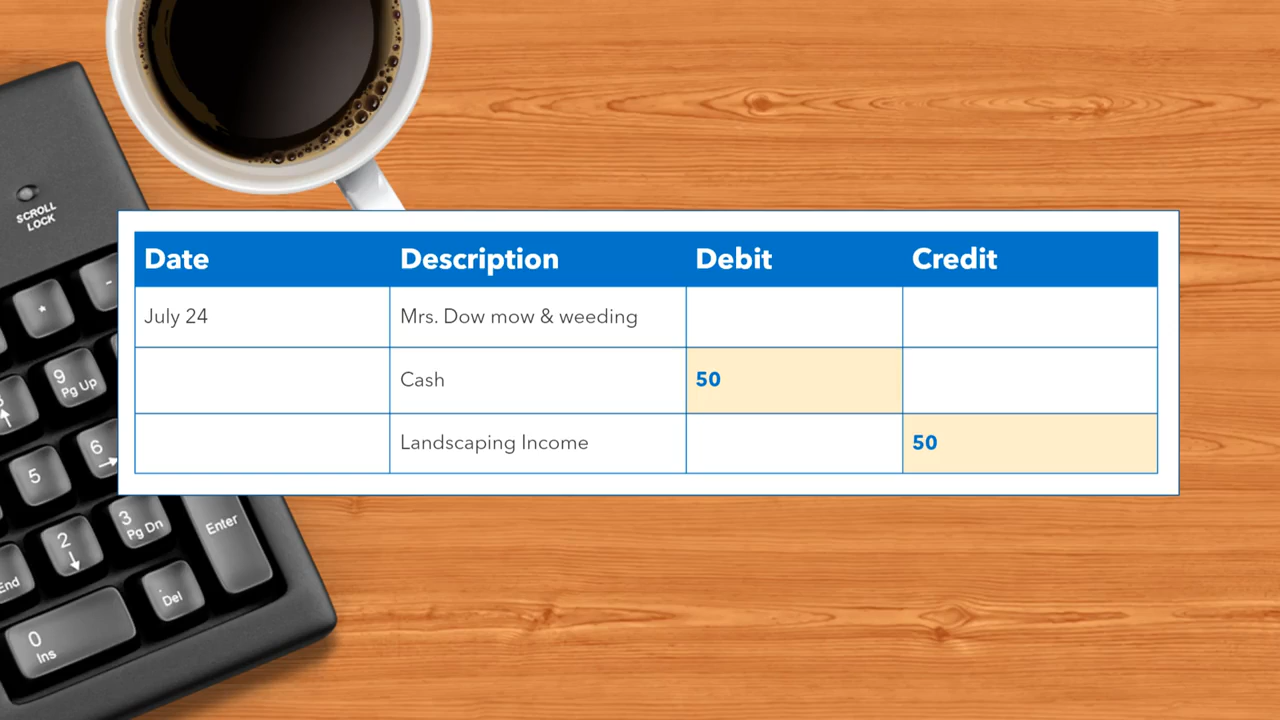 SCROLL
LOCK
*
-
9
Pg Up
5
6
2
3
Pg Dn
Enter
End
0
Ins
.
Del
Date Description Debit Credit
July 24 Mrs. Dow mow & weeding
Cash 50
Landscaping Income 50